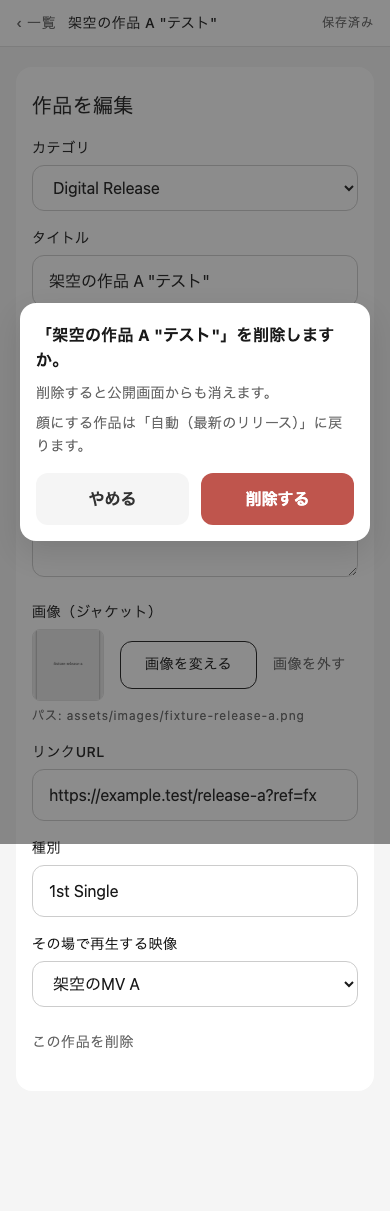 ‹ 一覧 架空の作品 A "テスト" 保存済み
作品を編集
カテゴリ
Digital Release
タイトル
架空の作品 A "テスト"
「架空の作品 A "テスト"」を削除します
か。
削除すると公開画面からも消えます。
顔にする作品は「自動（最新のリリース）」に戻
ります。
やめる 削除する
画像（ジャケット）
画像を変える 画像を外す
パス: assets/images/fixture-release-a.png
リンクURL
https://example.test/release-a?ref=fx
種別
1st Single
その場で再生する映像
架空のMV A
この作品を削除